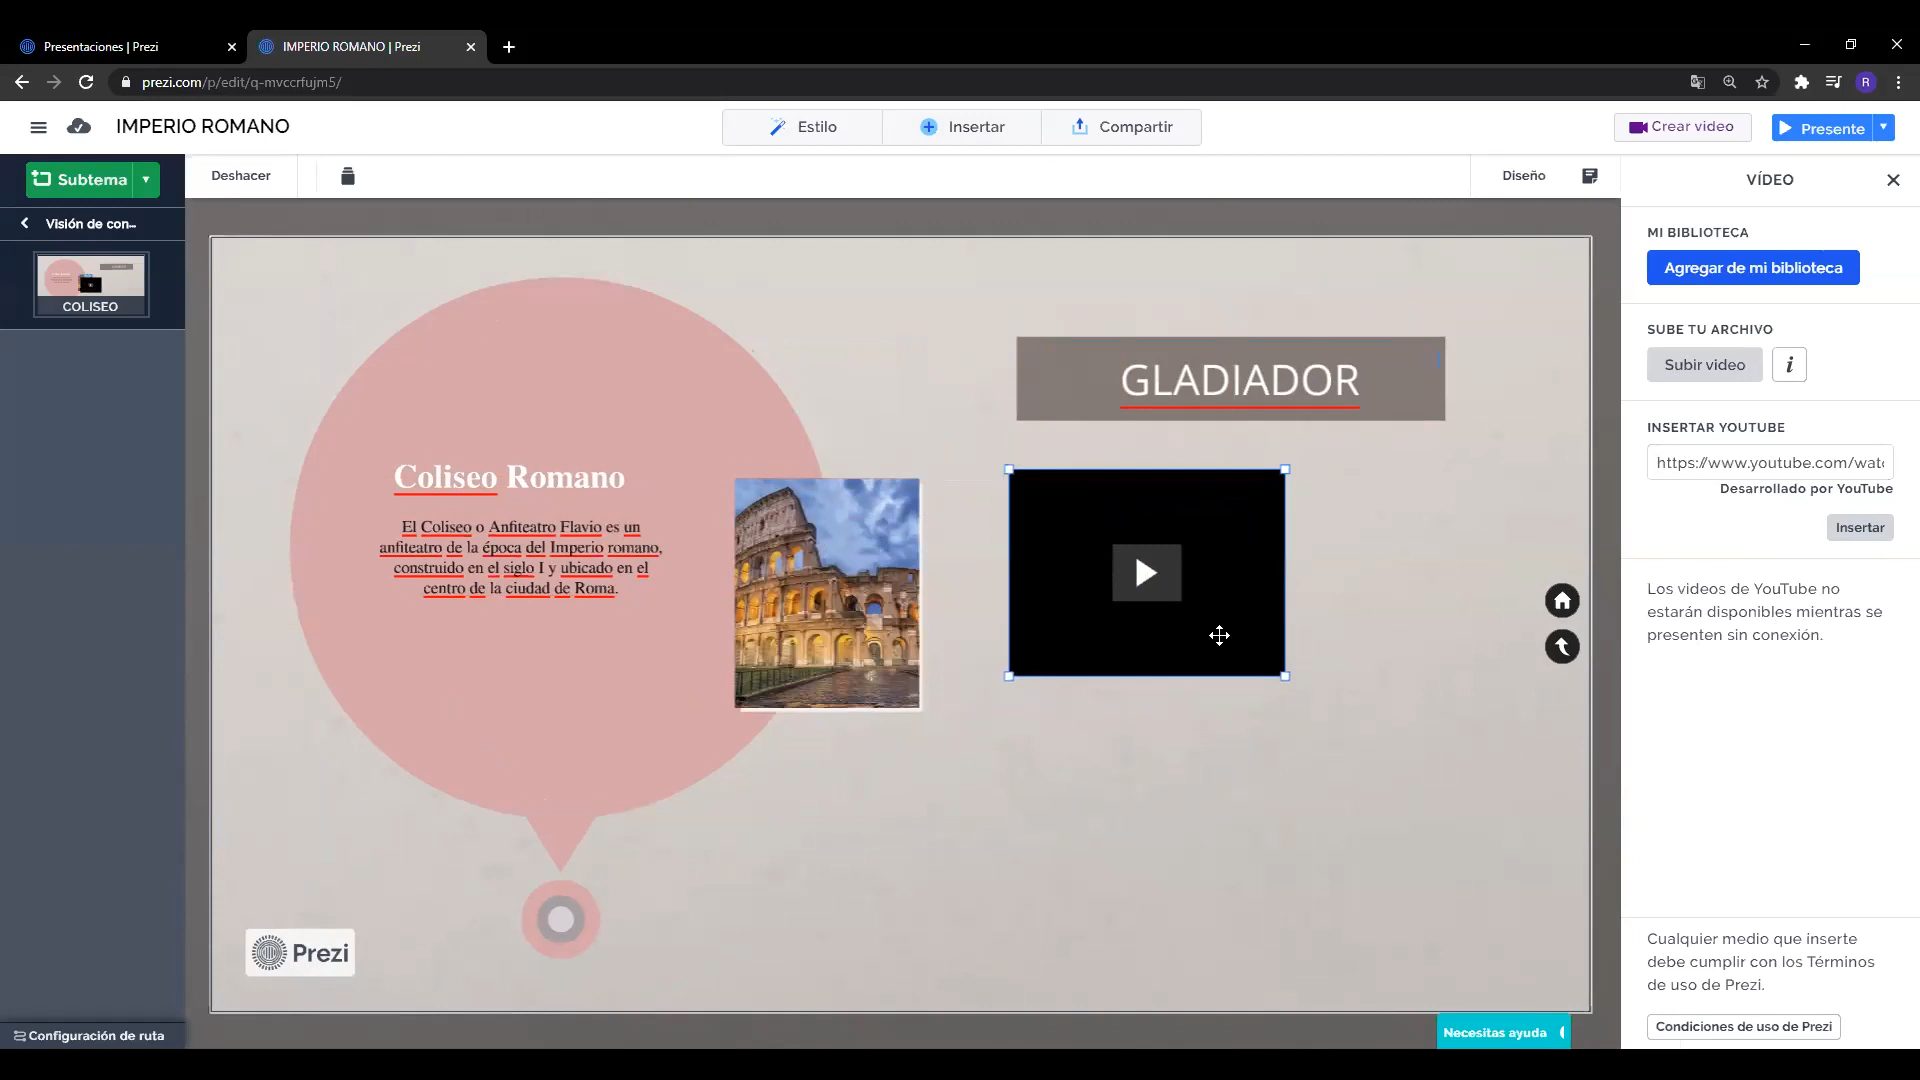 Presentaciones | Prezi
IMPERIO ROMANO | Prezi
prezi.com/p/edit/q-mvccrfujm5/
R
IMPERIO ROMANO
Estilo
Insertar
Compartir
Crear video
Presente
Subtema
Deshacer
Diseño
VÍDEO
Visión de con...
COLISEO
MI BIBLIOTECA
Agregar de mi biblioteca
SUBE TU ARCHIVO
Subir video
i
INSERTAR YOUTUBE
https://www.youtube.com/wat
Desarrollado por YouTube
Insertar
Los videos de YouTube no
estarán disponibles mientras se
presenten sin conexión.
GLADIADOR
Coliseo Romano
El Coliseo o Anfiteatro Flavio es un
anfiteatro de la época del Imperio romano,
construido en el siglo I y ubicado en el
centro de la ciudad de Roma.
Prezi
Cualquier medio que inserte
debe cumplir con los Términos
de uso de Prezi.
Condiciones de uso de Prezi
Configuración de ruta
Necesitas ayuda